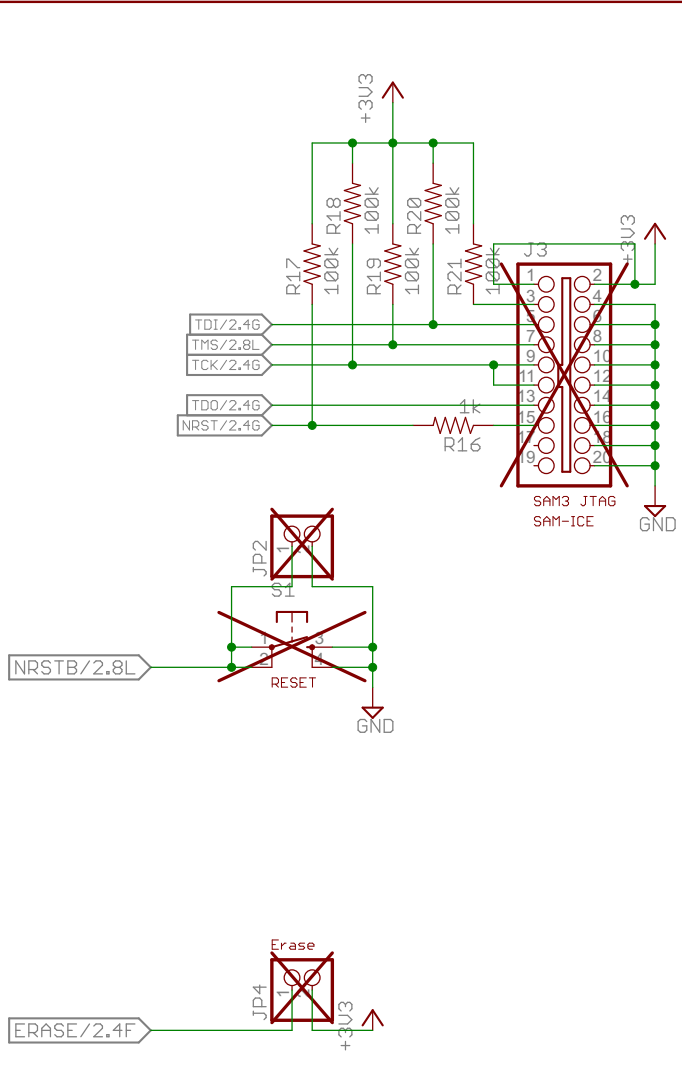 +3V3
R18
100k
R20
100k
R17
100k
R19
100k
R21
100k
J3
+3V3
1
2
3
4
5
6
7
8
9
10
11
12
13
14
15
16
17
18
19
20
TDI/2.4G
TMS/2.8L
TCK/2.4G
TDO/2.4G
NRST/2.4G
1k
R16
SAM3 JTAG
SAM-ICE
GND
JP2
1
S1
1
3
2
4
NRSTB/2.8L
RESET
GND
Erase
JP4
1
ERASE/2.4F
+3V3